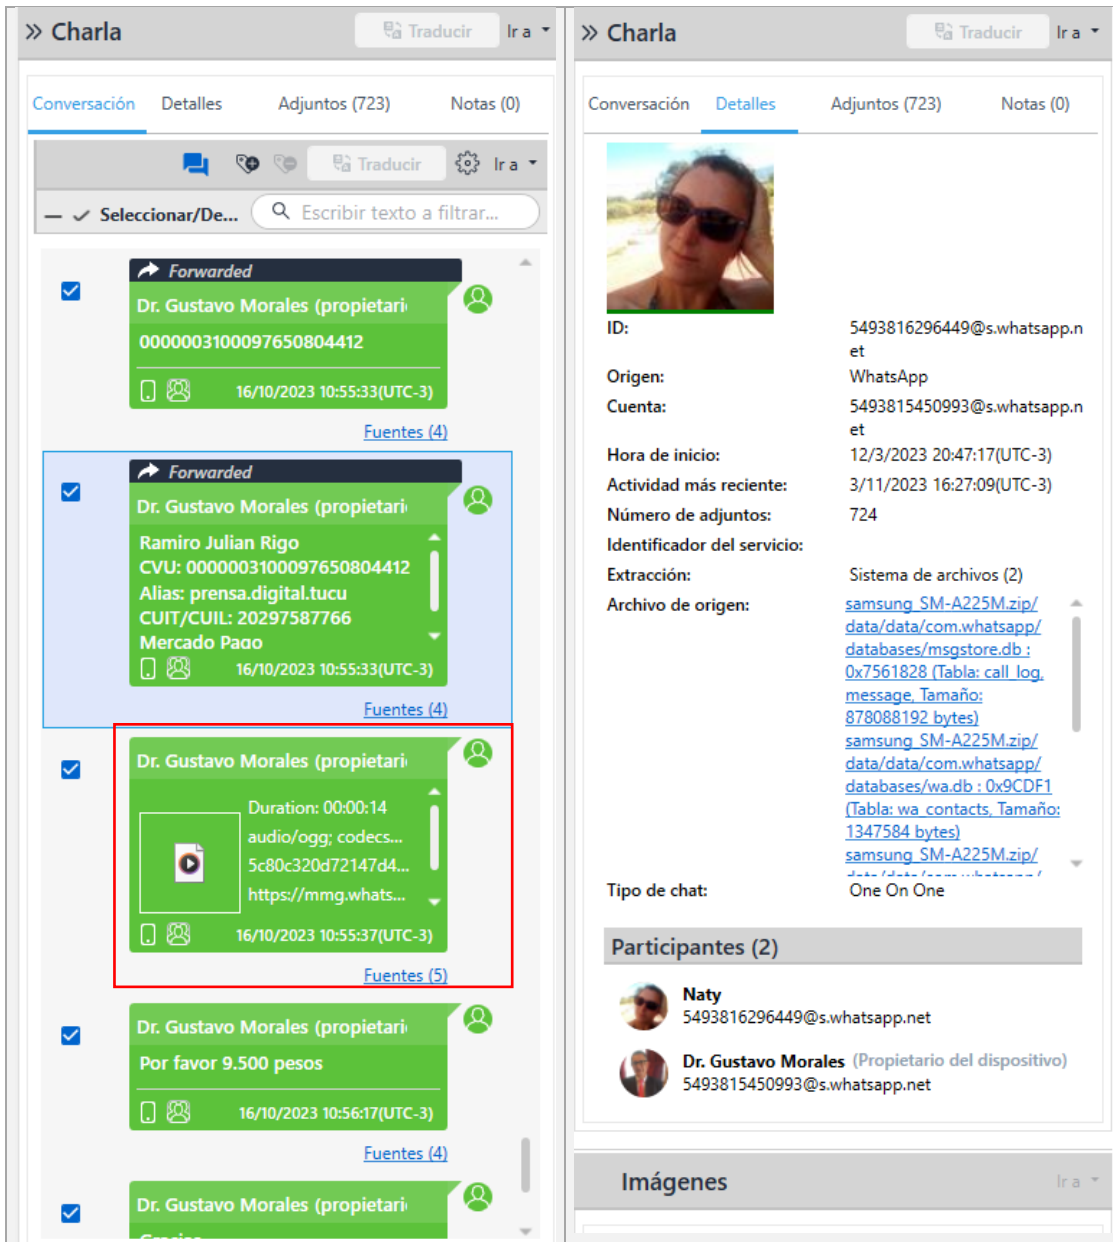 Charla
Traducir
Ir a
Conversación
Detalles
Adjuntos (723)
Notas (0)
Traducir
Ir a
Seleccionar/De...
Escribir texto a filtrar...
Forwarded
Dr. Gustavo Morales (propietari
0000003100097650804412
16/10/2023 10:55:33(UTC-3)
Fuentes (4)
Forwarded
Dr. Gustavo Morales (propietari
Ramiro Julian Rigo
CVU: 0000003100097650804412
Alias: prensa.digital.tucu
CUIT/CUIL: 20297587766
Mercado Pago
16/10/2023 10:55:33(UTC-3)
Fuentes (4)
Dr. Gustavo Morales (propietari
Duration: 00:00:14
audio/ogg; codecs...
5c80c320d72147d4...
https://mmg.whats...
16/10/2023 10:55:37(UTC-3)
Fuentes (5)
Dr. Gustavo Morales (propietari
Por favor 9.500 pesos
16/10/2023 10:56:17(UTC-3)
Fuentes (4)
Dr. Gustavo Morales (propietari
Charla
Traducir
Ir a
Conversación
Detalles
Adjuntos (723)
Notas (0)
ID:
5493816296449@s.whatsapp.n
et
Origen:
WhatsApp
Cuenta:
5493815450993@s.whatsapp.n
et
Hora de inicio:
12/3/2023 20:47:17(UTC-3)
Actividad más reciente:
3/11/2023 16:27:09(UTC-3)
Número de adjuntos:
724
Identificador del servicio:
Extracción:
Sistema de archivos (2)
Archivo de origen:
samsung_SM-A225M.zip/
data/data/com.whatsapp/
databases/msgstore.db :
0x7561828 (Tabla: call_log,
message, Tamaño:
878088192 bytes)
samsung_SM-A225M.zip/
data/data/com.whatsapp/
databases/wa.db : 0x9CDF1
(Tabla: wa_contacts, Tamaño:
1347584 bytes)
samsung_SM-A225M.zip/
Tipo de chat:
One On One
Participantes (2)
Naty
5493816296449@s.whatsapp.net
Dr. Gustavo Morales (Propietario del dispositivo)
5493815450993@s.whatsapp.net
Imágenes
Ir a